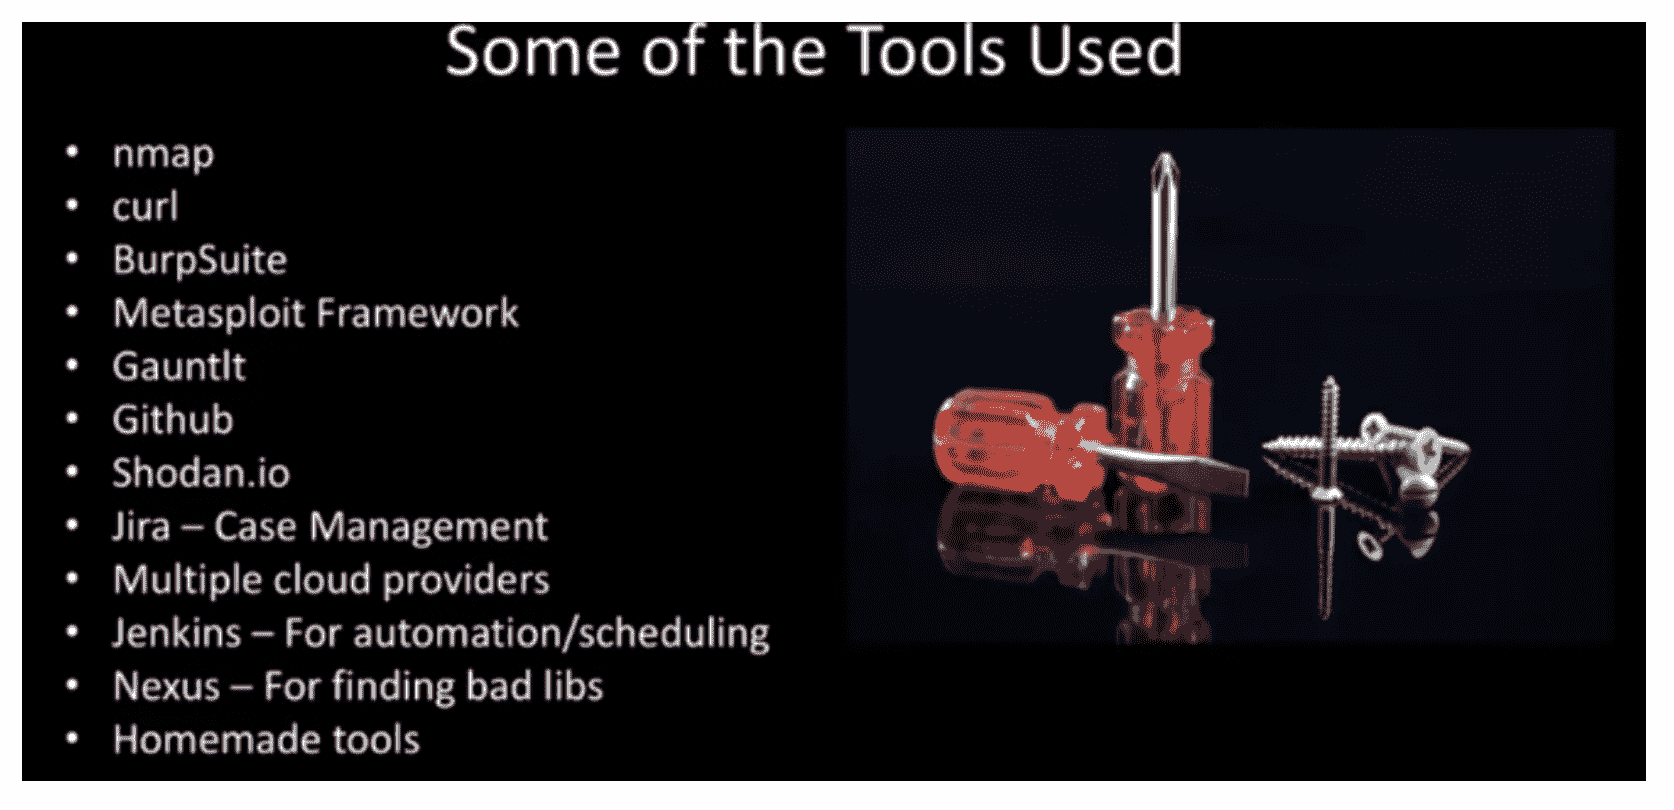 Some of the Tools Used
• nmap
• curl
• BurpSuite
• Metasploit Framework
• Gauntlt
• Github
• Shodan.io
• Jira – Case Management
• Multiple cloud providers
• Jenkins – For automation/scheduling
• Nexus – For finding bad libs
• Homemade tools